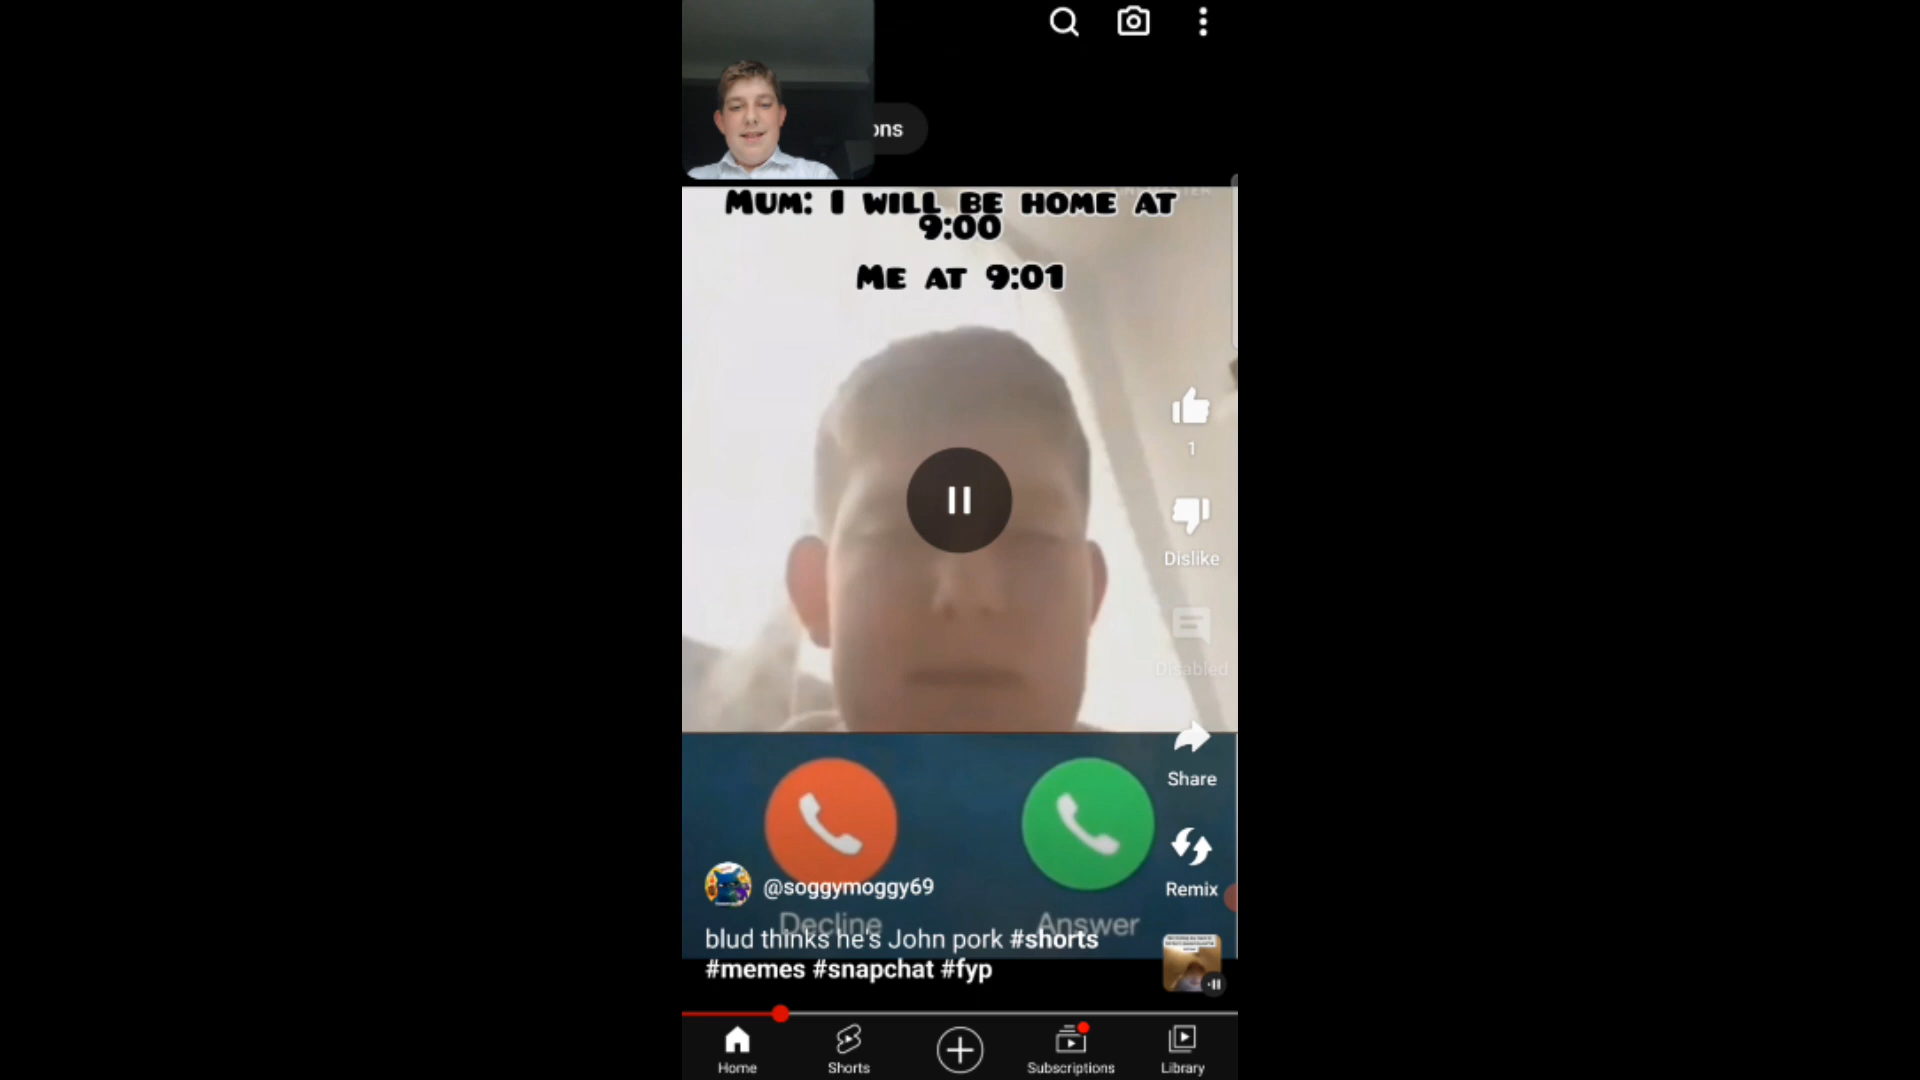 ons
MUM: I WILL BE HOME AT
9:00
ME AT 9:01
1
Dislike
Disabled
Share
Remix
@soggymoggy69
Decline
Answer
blud thinks he's John pork #shorts
#memes #snapchat #fyp
Home
Shorts
Subscriptions
Library